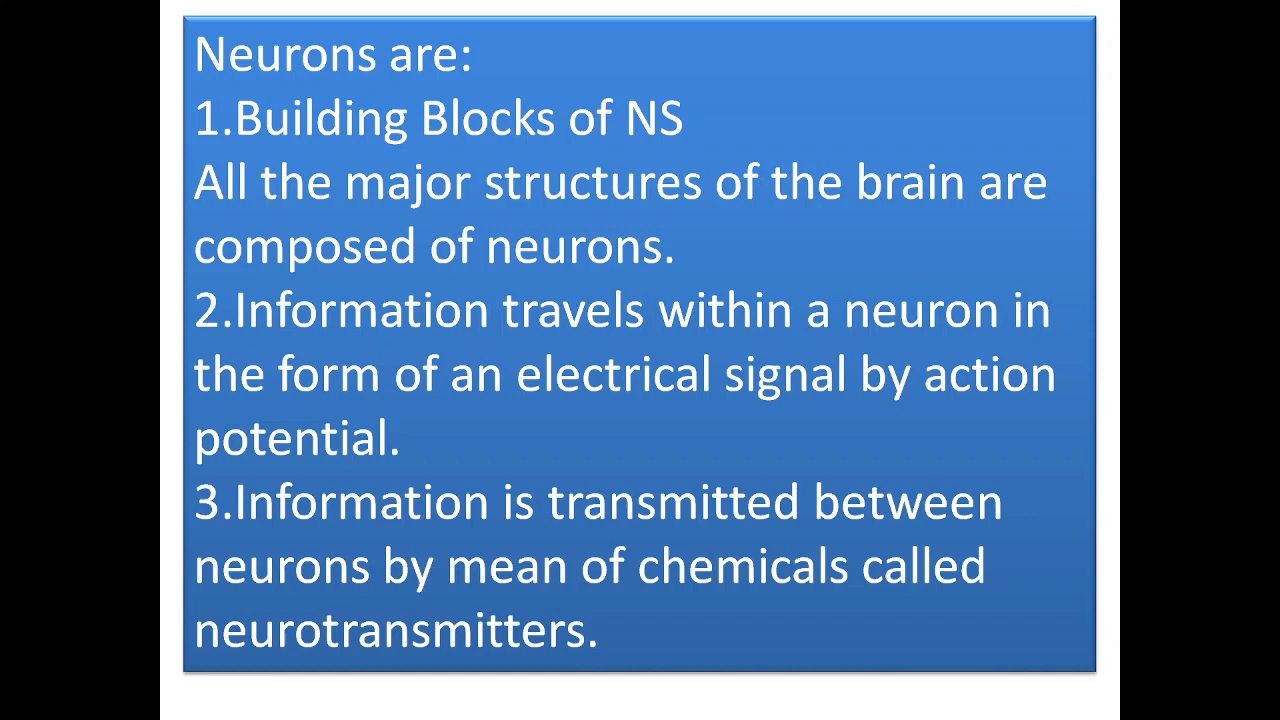 Neurons are:
1.Building Blocks of NS
All the major structures of the brain are
composed of neurons.
2.Information travels within a neuron in
the form of an electrical signal by action
potential.
3.Information is transmitted between
neurons by mean of chemicals called
neurotransmitters.